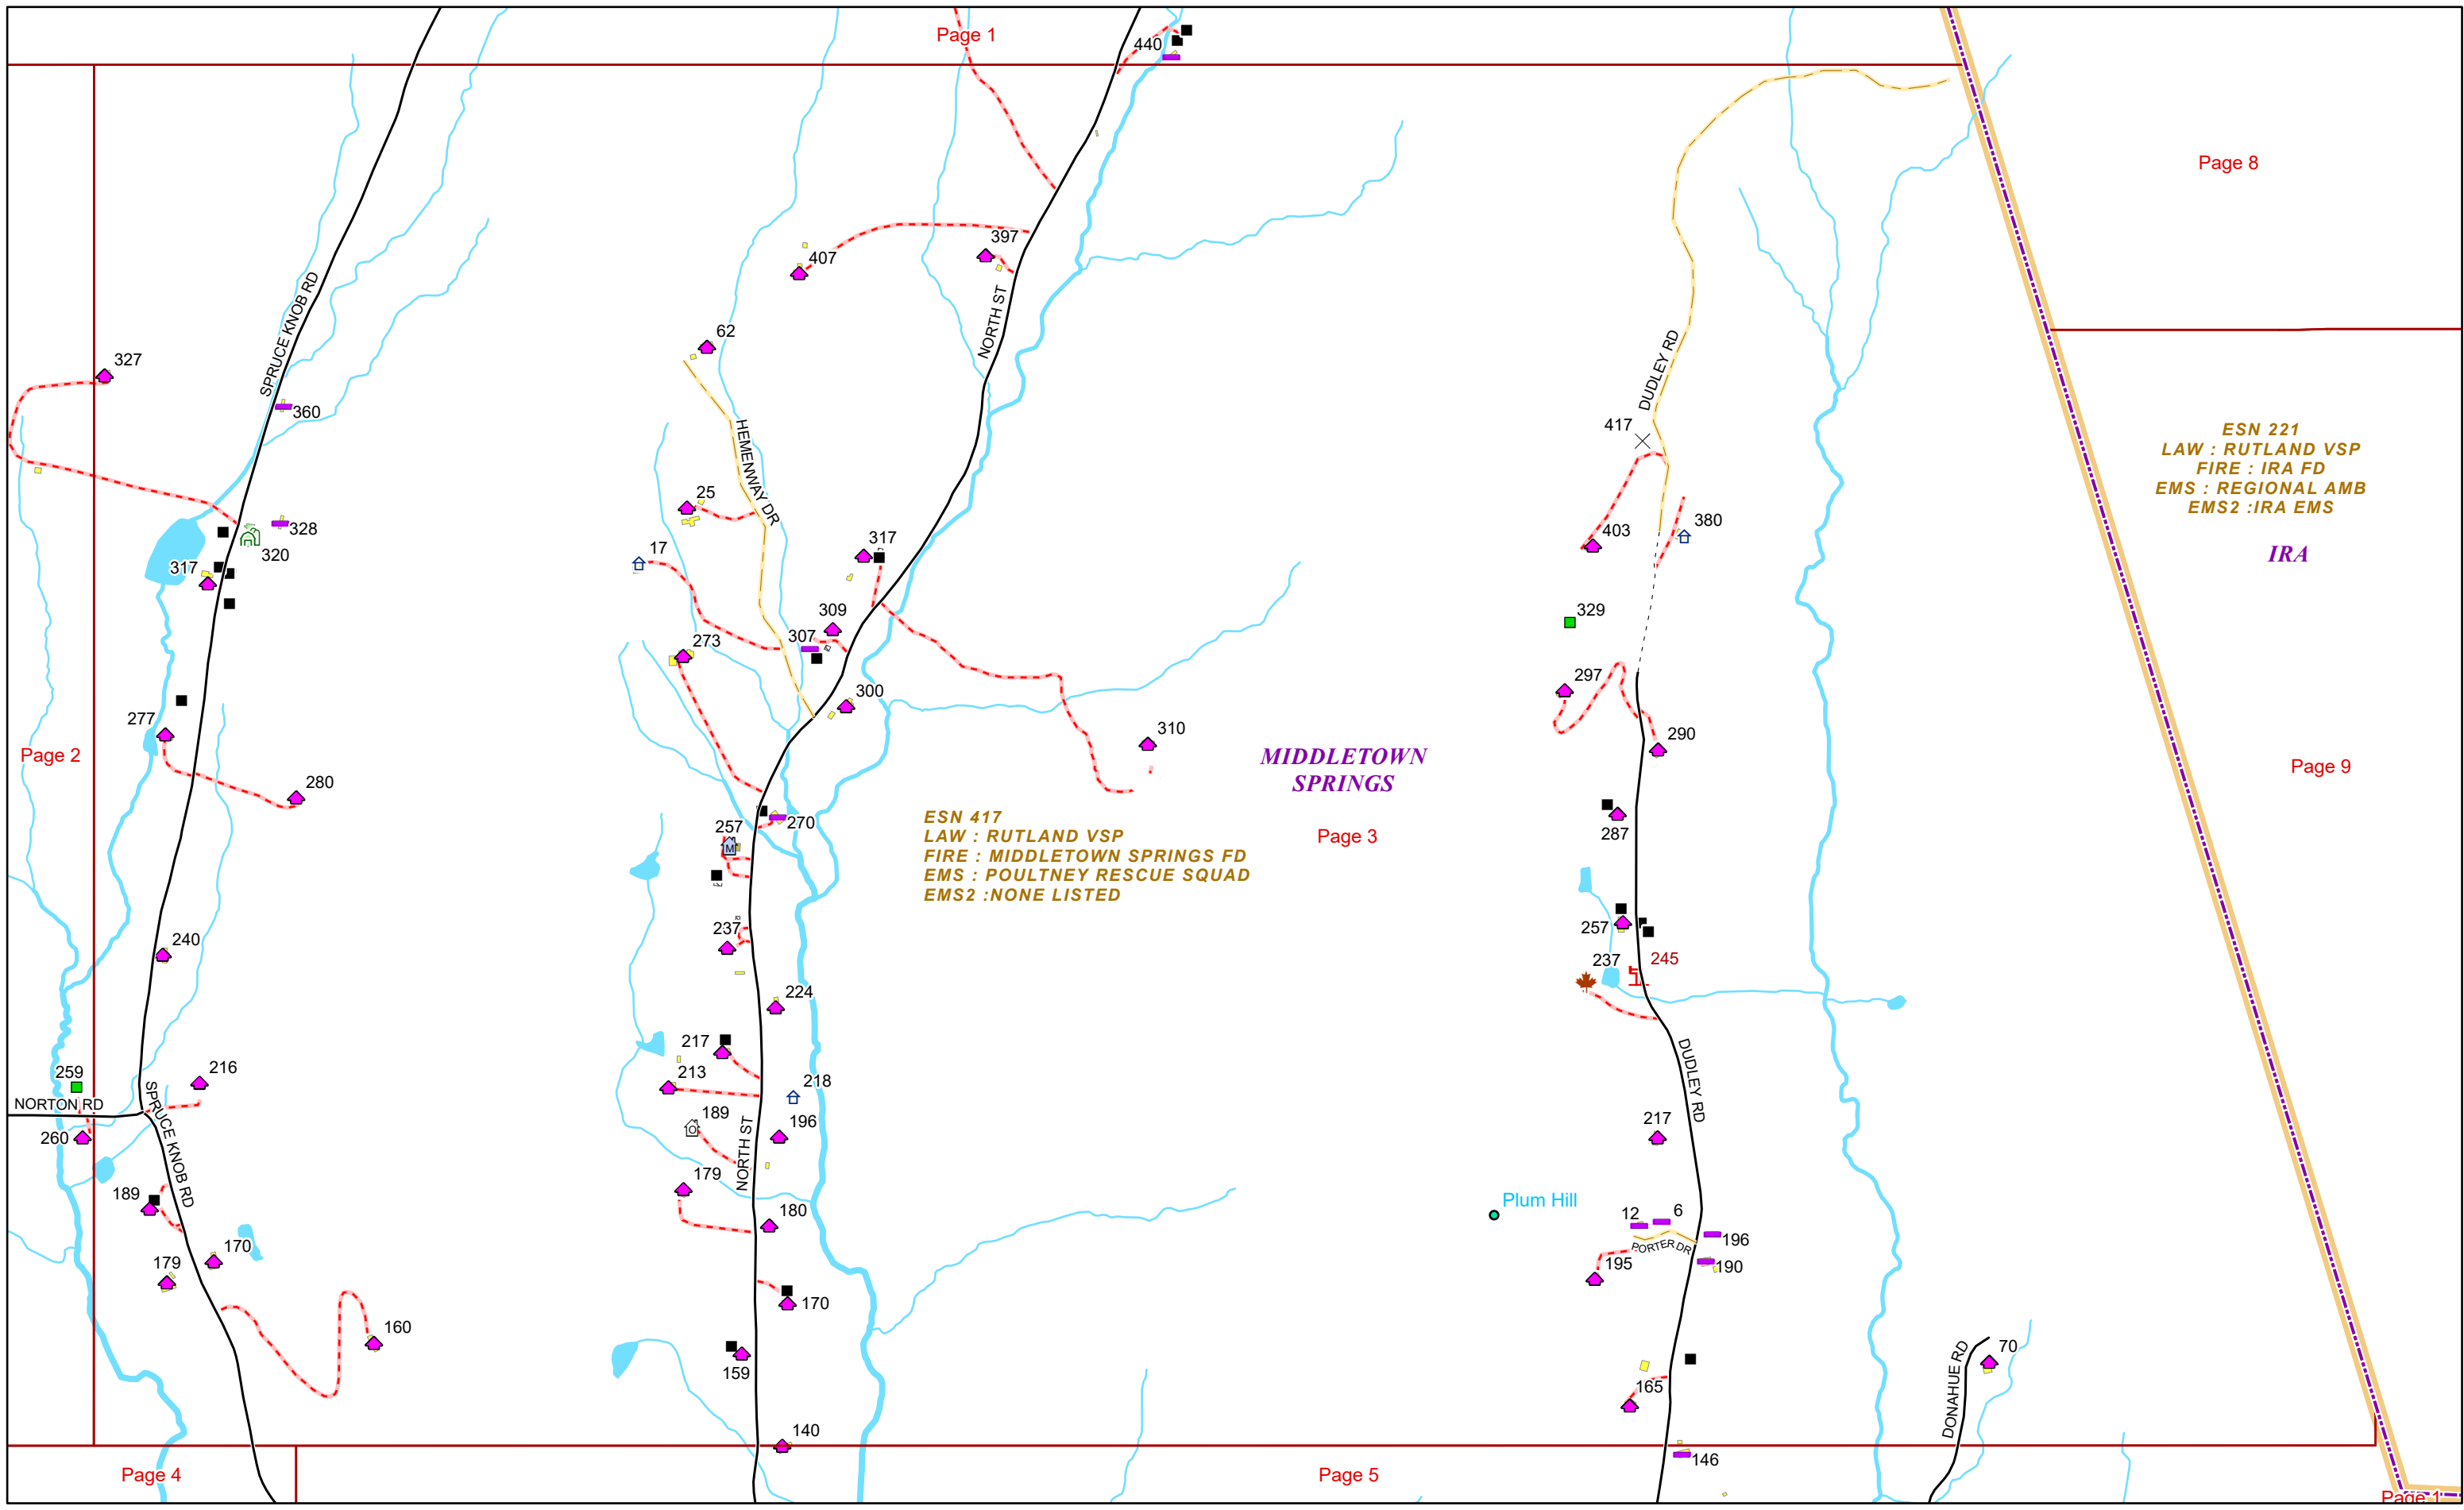 Page 1
440
Page 8
397
407
SPRUCE KNOB RD
NORTH ST
62
327
DUDLEY RD
360
417
ESN 221
LAW : RUTLAND VSP
FIRE : IRA FD
EMS : REGIONAL AMB
EMS2 :IRA EMS
HEMENWAY DR
25
328
320
317
403
380
17
317
IRA
309
307
329
273
297
300
277
310
290
Page 2
MIDDLETOWN
SPRINGS
Page 9
280
270
257
M
ESN 417
LAW : RUTLAND VSP
FIRE : MIDDLETOWN SPRINGS FD
EMS : POULTNEY RESCUE SQUAD
EMS2 :NONE LISTED
Page 3
287
240
237
257
237
245
224
217
213
216
259
218
DUDLEY RD
NORTON RD
SPRUCE KNOB RD
189
O
196
217
260
NORTH ST
179
189
180
Plum Hill
12
6
196
PORTER DR
190
195
170
179
170
160
159
70
DONAHUE RD
165
140
146
Page 4
Page 5
Page 1